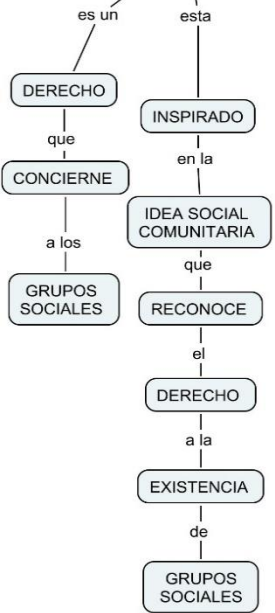 es un
DERECHO
que
CONCIERNE
a los
GRUPOS
SOCIALES
esta
INSPIRADO
en la
IDEA SOCIAL
COMUNITARIA
que
RECONOCE
el
DERECHO
a la
EXISTENCIA
de
GRUPOS
SOCIALES